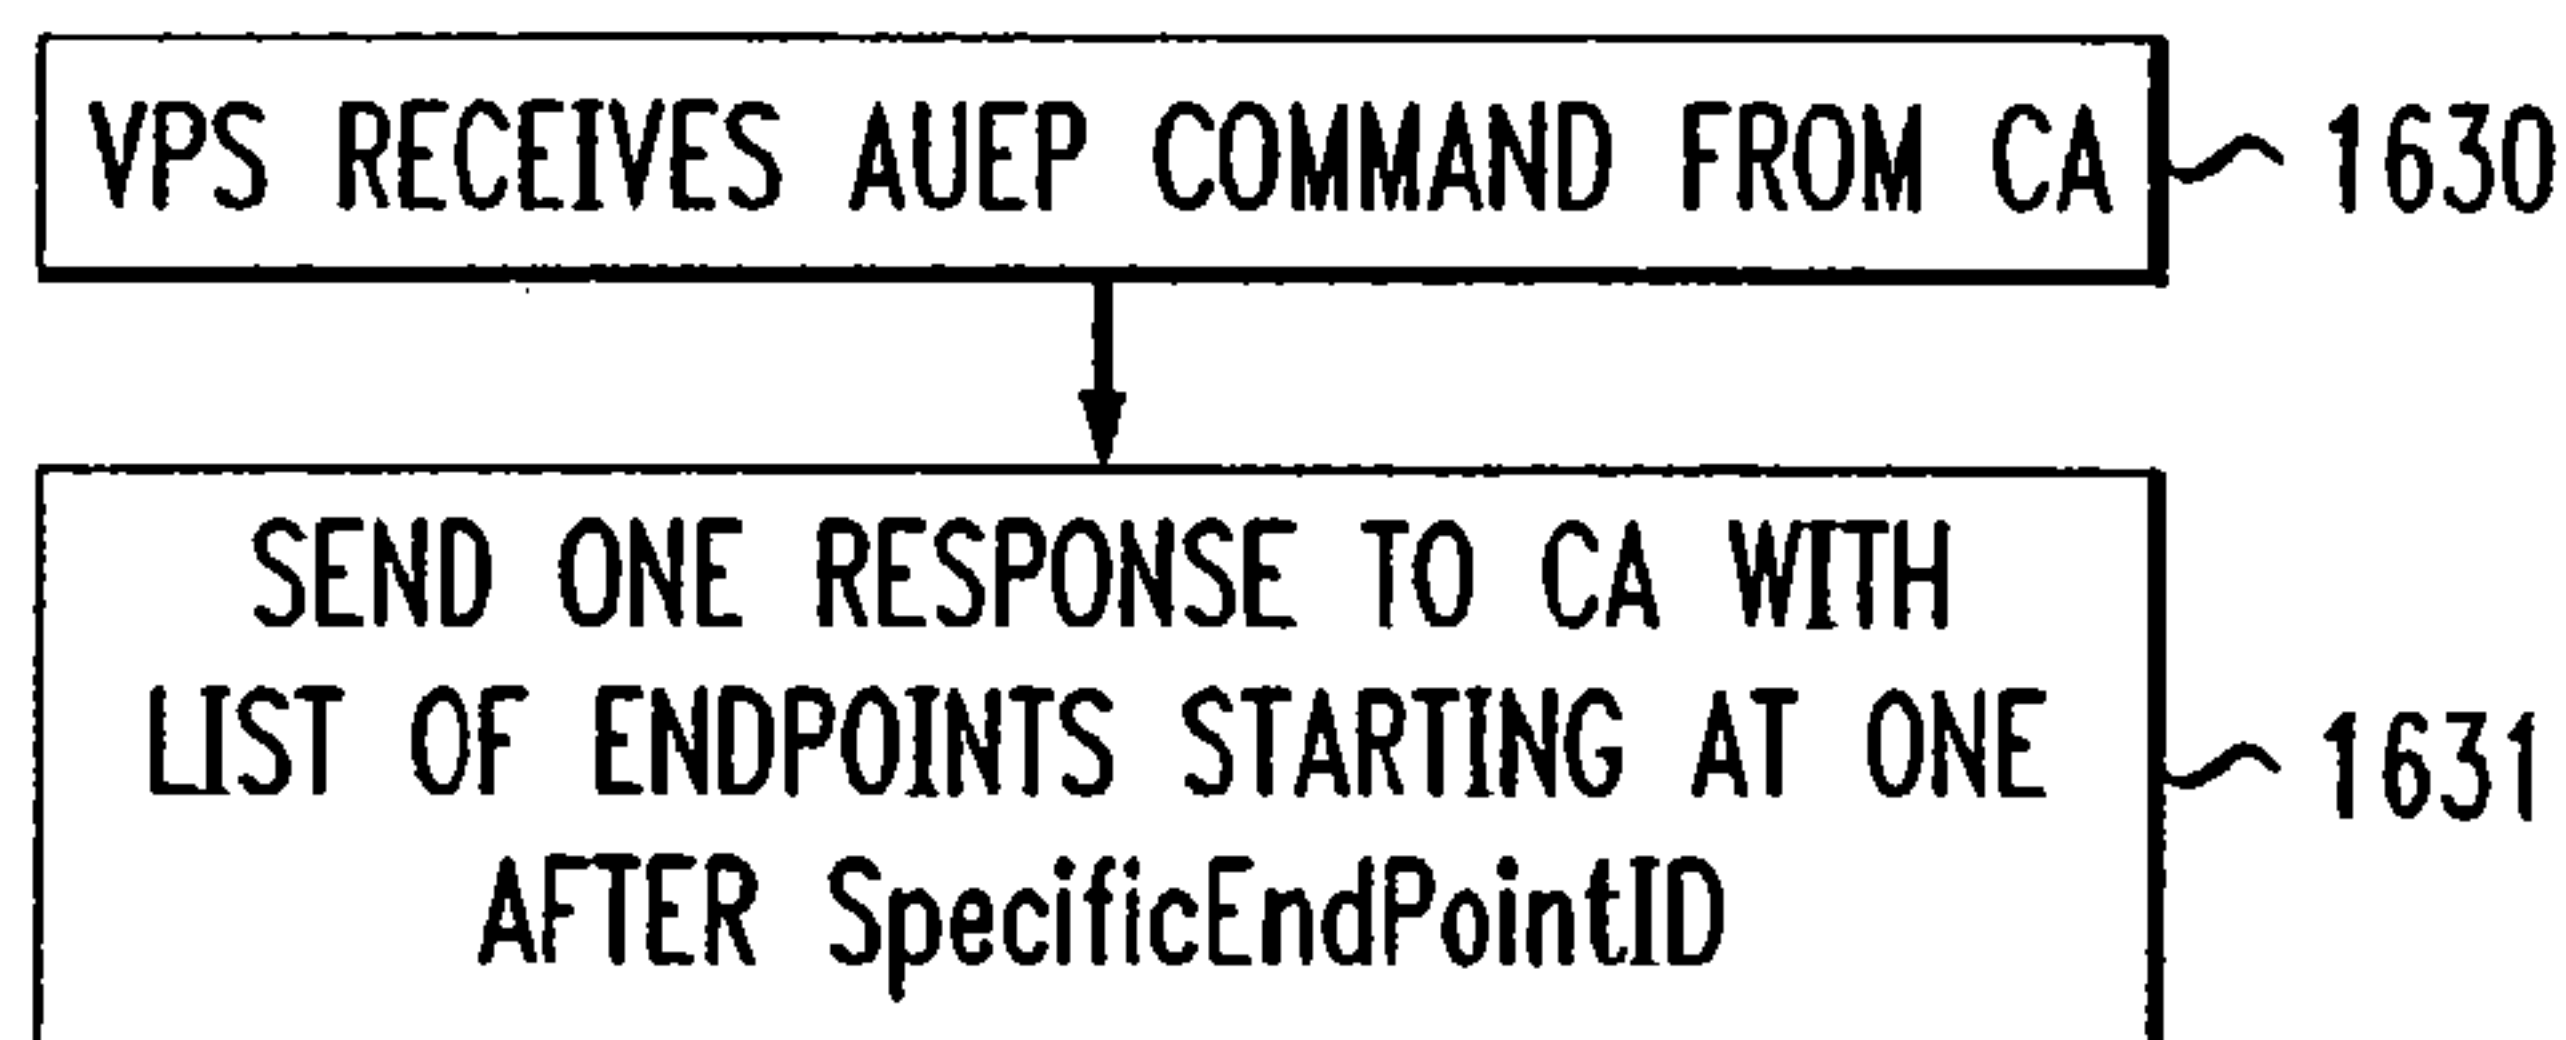 VPS RECEIVES AUEP COMMAND FROM CA
1630
SEND ONE RESPONSE TO CA WITH
LIST OF ENDPOINTS STARTING AT ONE
AFTER SpecificEndPointID
1631